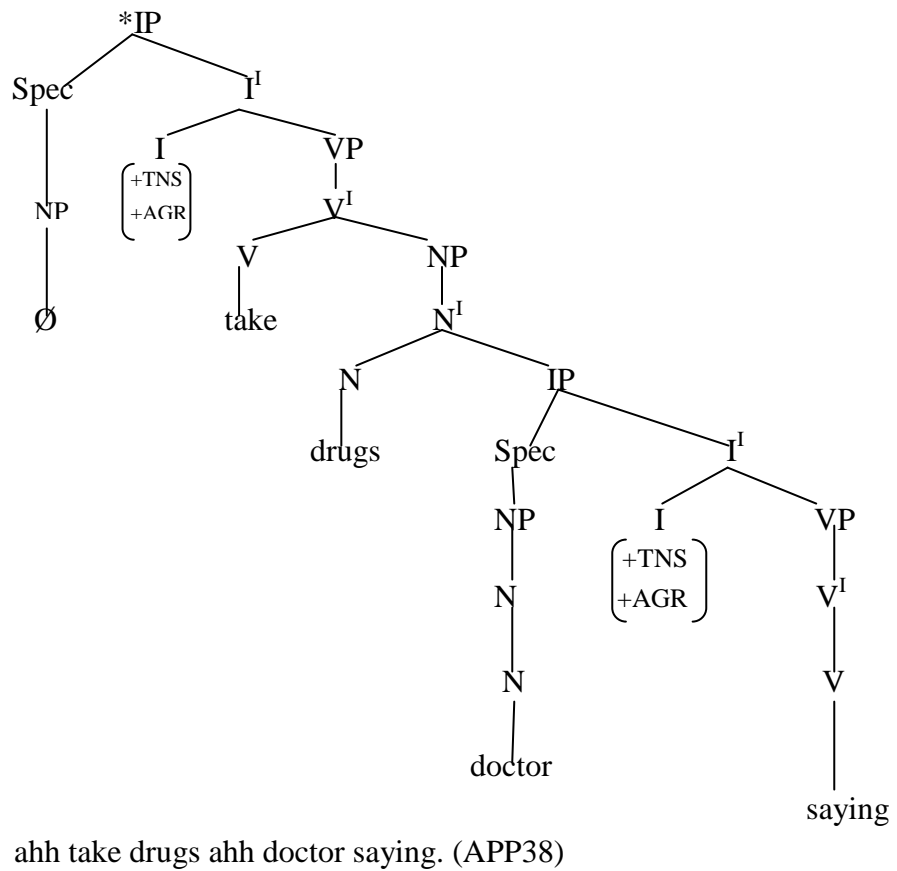 *IP
Spec I^I
I VP
+TNS
NP +AGR V^I
V NP
Ø take N^I
N IP
drugs Spec I^I
NP I VP
+TNS
N +AGR V^I
N V
doctor
saying
ahh take drugs ahh doctor saying. (APP38)